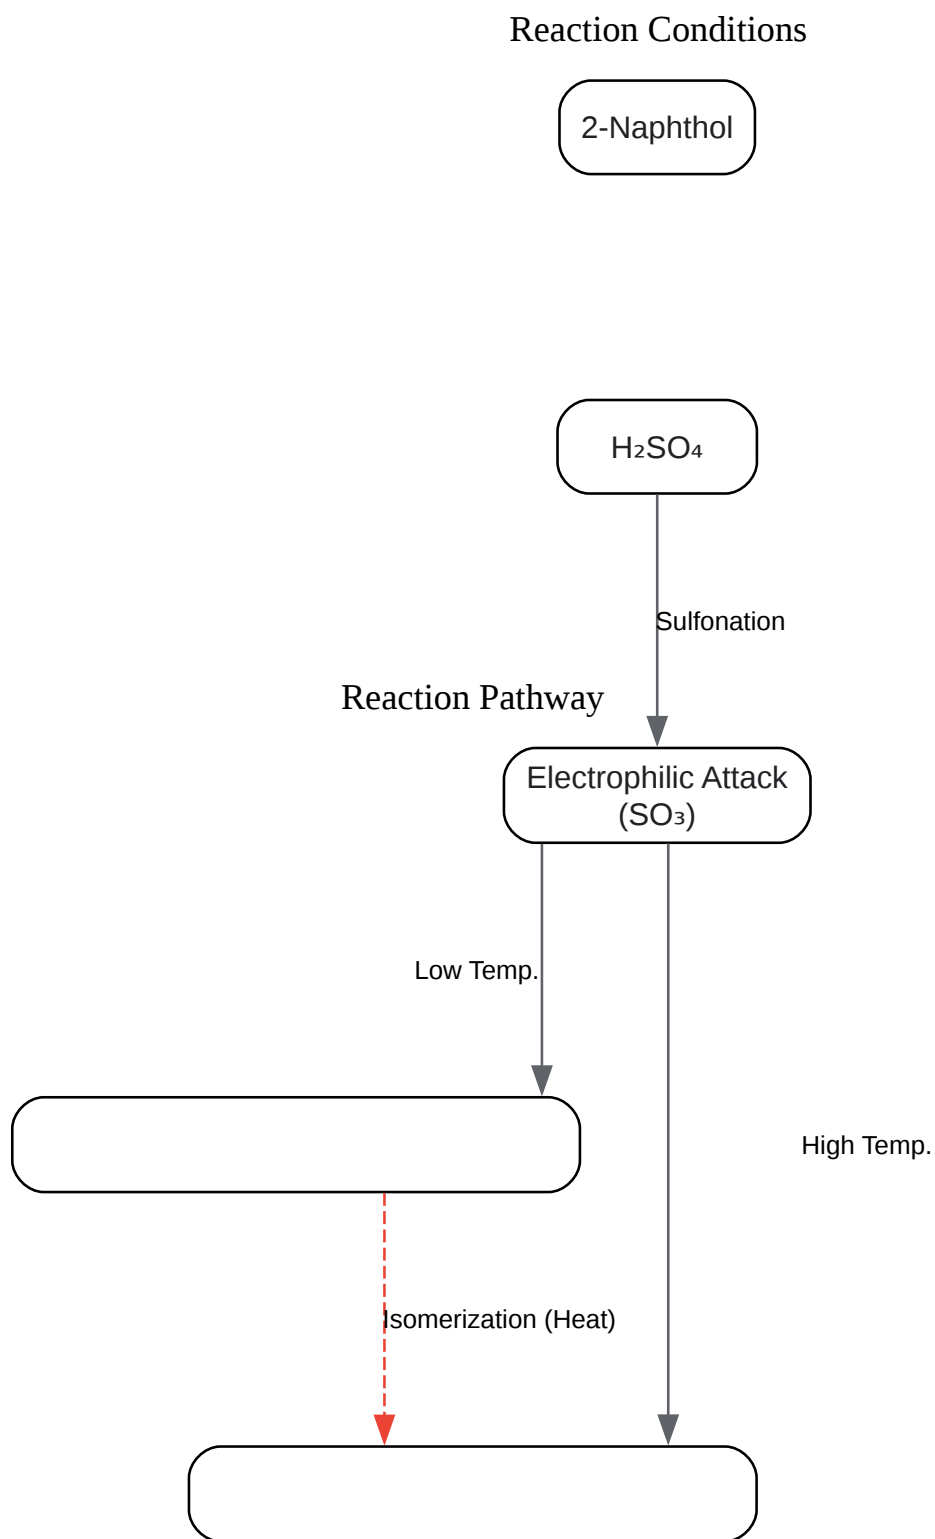 Reaction Conditions
2-Naphthol
H₂SO₄
Sulfonation
Reaction Pathway
Electrophilic Attack
(SO₃)
Low Temp.
High Temp.
Isomerization (Heat)